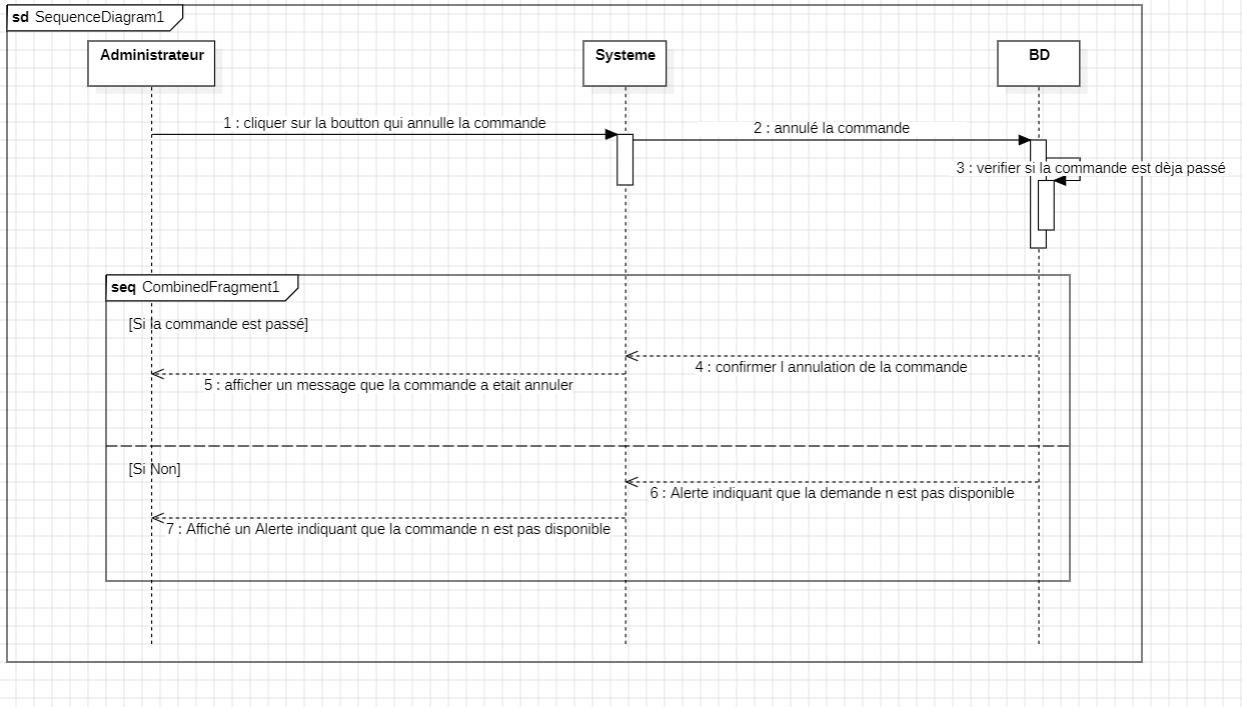 sd SequenceDiagram1
Administrateur
Systeme
BD
1 : cliquer sur la boutton qui annulle la commande
2 : annulé la commande
3 : verifier si la commande est dèja passé
seq CombinedFragment1
[Si la commande est passé]
4 : confirmer l annulation de la commande
5 : afficher un message que la commande a etait annuler
[Si Non]
6 : Alerte indiquant que la demande n est pas disponible
7 : Affiché un Alerte indiquant que la commande n est pas disponible